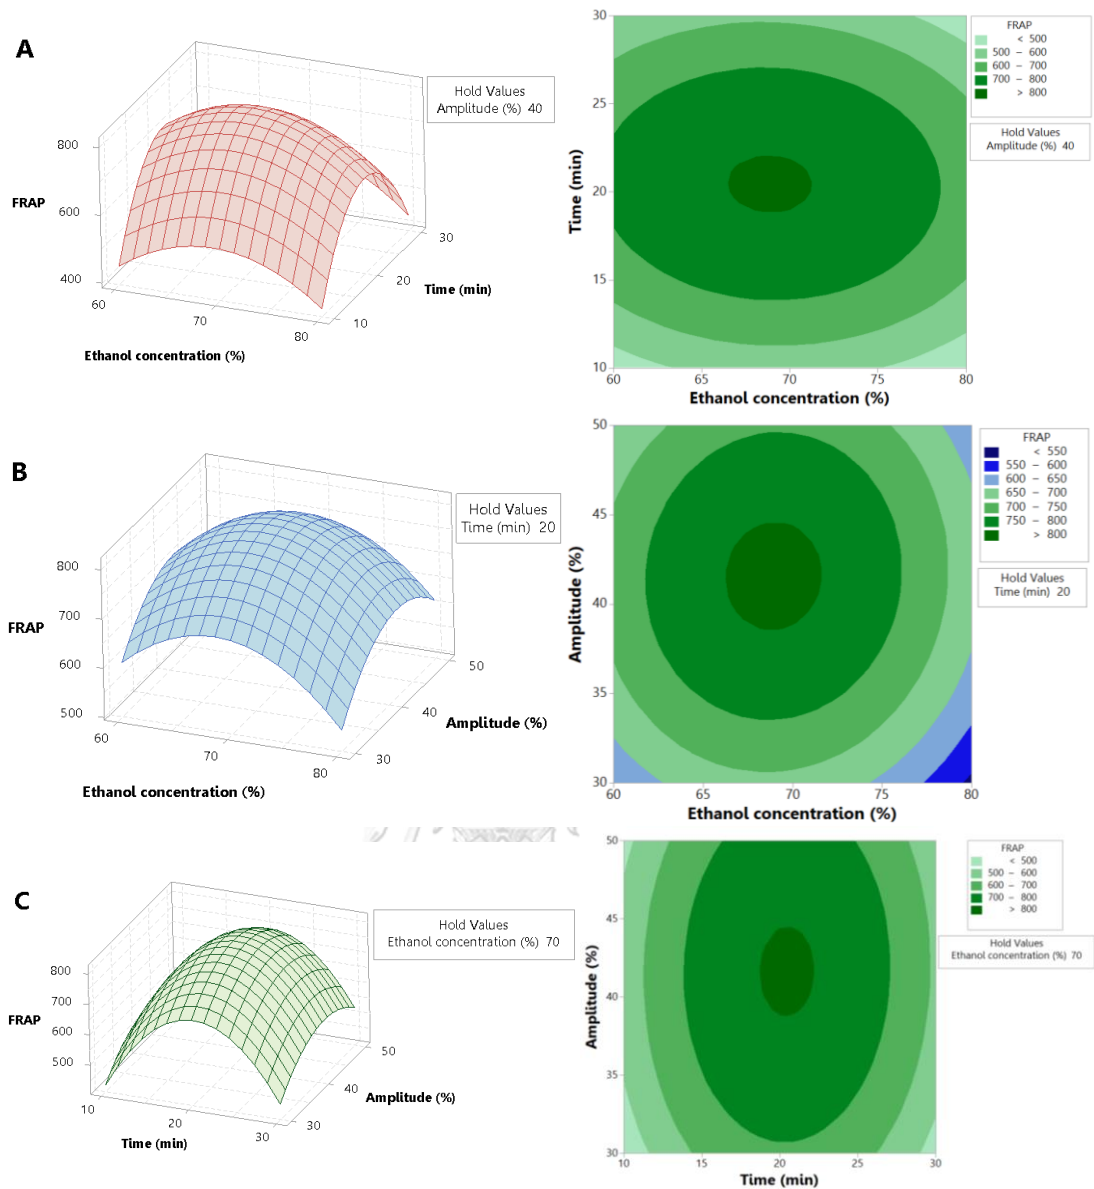 A
Hold Values
Amplitude (%) 40
800
600
400
FRAP
60
70
80
10
20
30
Time (min)
Ethanol concentration (%)
30
25
20
15
10
Time (min)
60
65
70
75
80
Ethanol concentration (%)
FRAP
< 500
500 – 600
600 – 700
700 – 800
> 800
Hold Values
Amplitude (%) 40
B
Hold Values
Time (min) 20
800
700
600
500
FRAP
60
70
80
30
40
50
Amplitude (%)
Ethanol concentration (%)
50
45
40
35
30
Amplitude (%)
60
65
70
75
80
Ethanol concentration (%)
FRAP
< 550
550 – 600
600 – 650
650 – 700
700 – 750
750 – 800
> 800
Hold Values
Time (min) 20
C
Hold Values
Ethanol concentration (%) 70
800
700
600
500
FRAP
10
20
30
30
40
50
Amplitude (%)
Time (min)
50
45
40
35
30
Amplitude (%)
10
15
20
25
30
Time (min)
FRAP
< 500
500 – 600
600 – 700
700 – 800
> 800
Hold Values
Ethanol concentration (%) 70